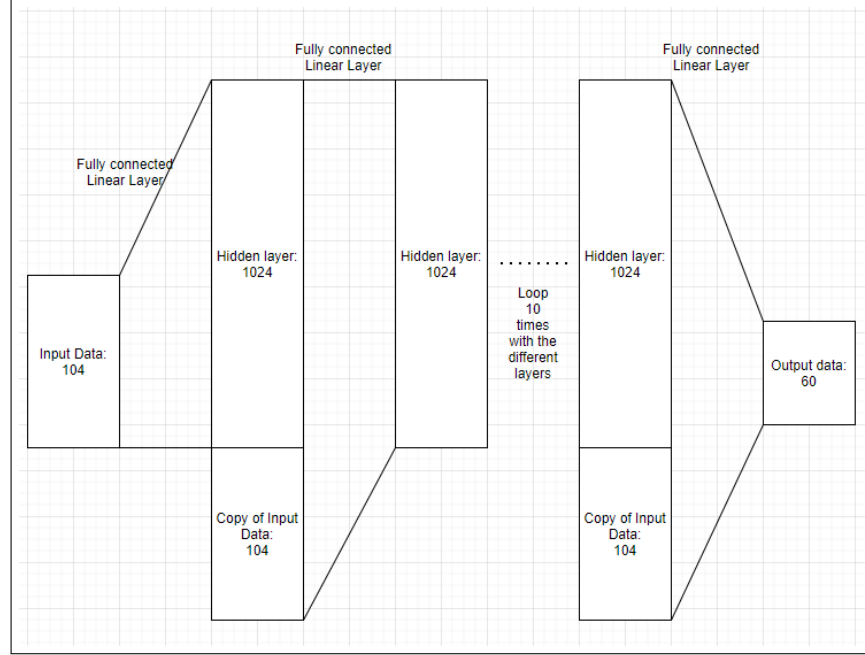 Fully connected
Linear Layer
Fully connected
Linear Layer
Fully connected
Linear Layer
Input Data:
104
Hidden layer:
1024
Copy of Input
Data:
104
Hidden layer:
1024
Loop
10
times
with the
different
layers
Hidden layer:
1024
Copy of Input
Data:
104
Output data:
60